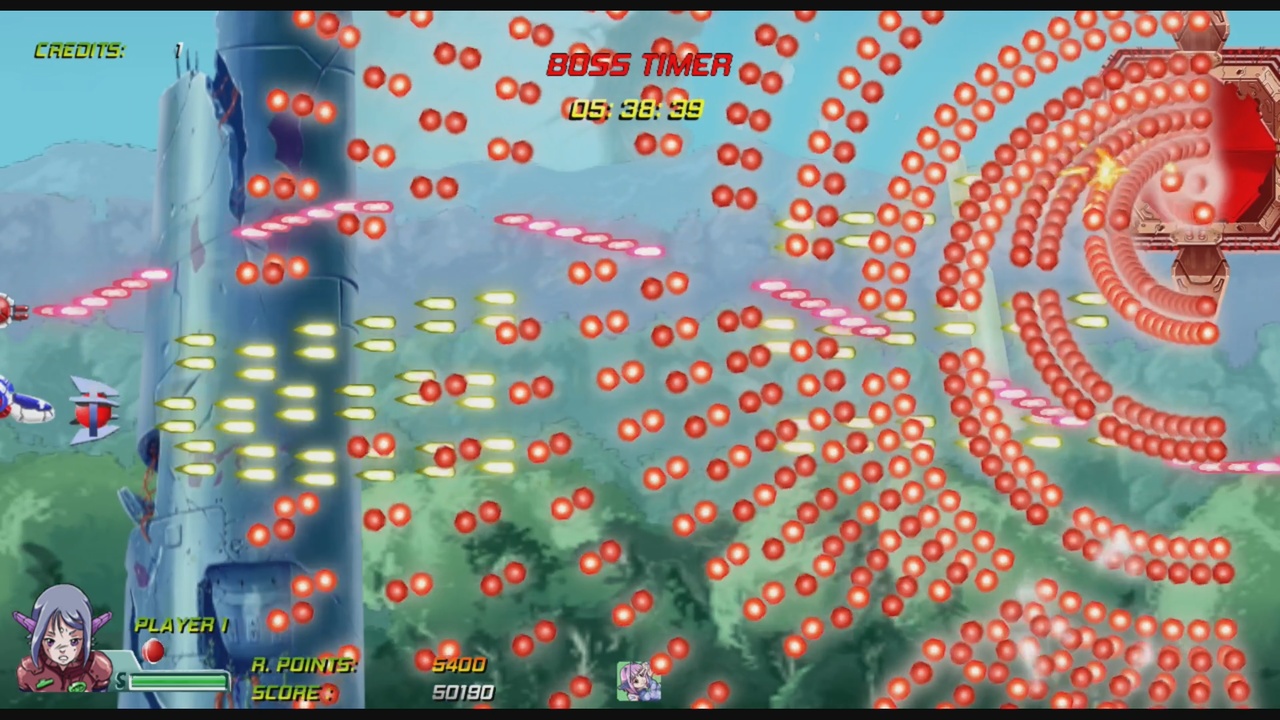 CREDITS: 1
BOSS TIMER
05: 38: 39
PLAYER 1
S
R. POINTS: 5400
SCORE : 50190